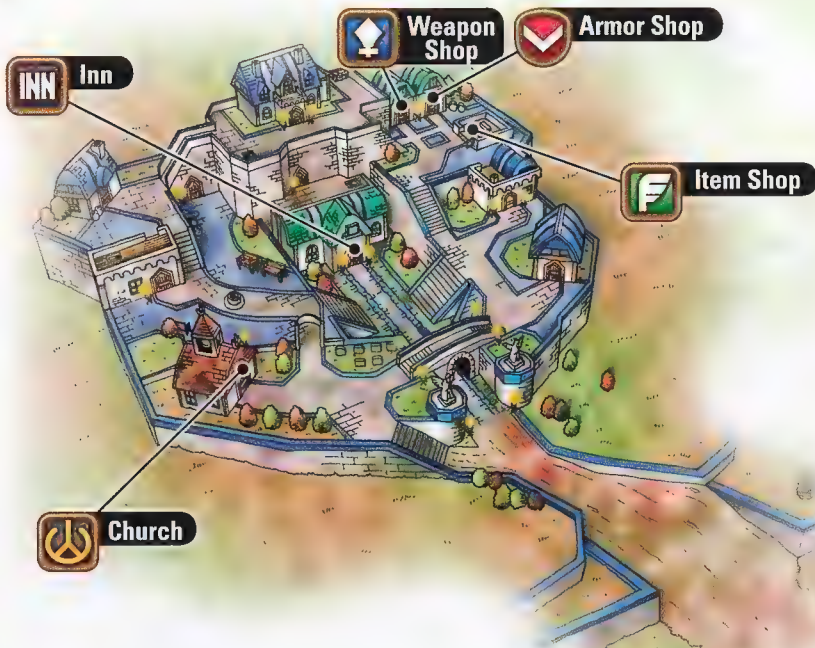 Weapon
Shop
Armor Shop
INN
Inn
Item Shop
Church